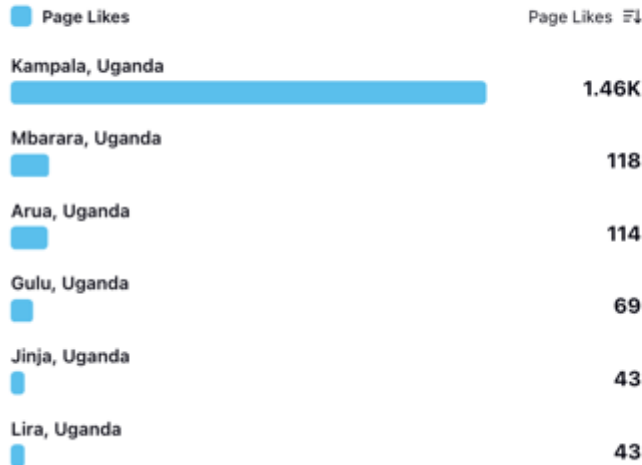 Page Likes Page Likes
Kampala, Uganda
1.46K
Mbarara, Uganda
118
Arua, Uganda
114
Gulu, Uganda
69
Jinja, Uganda
43
Lira, Uganda
43